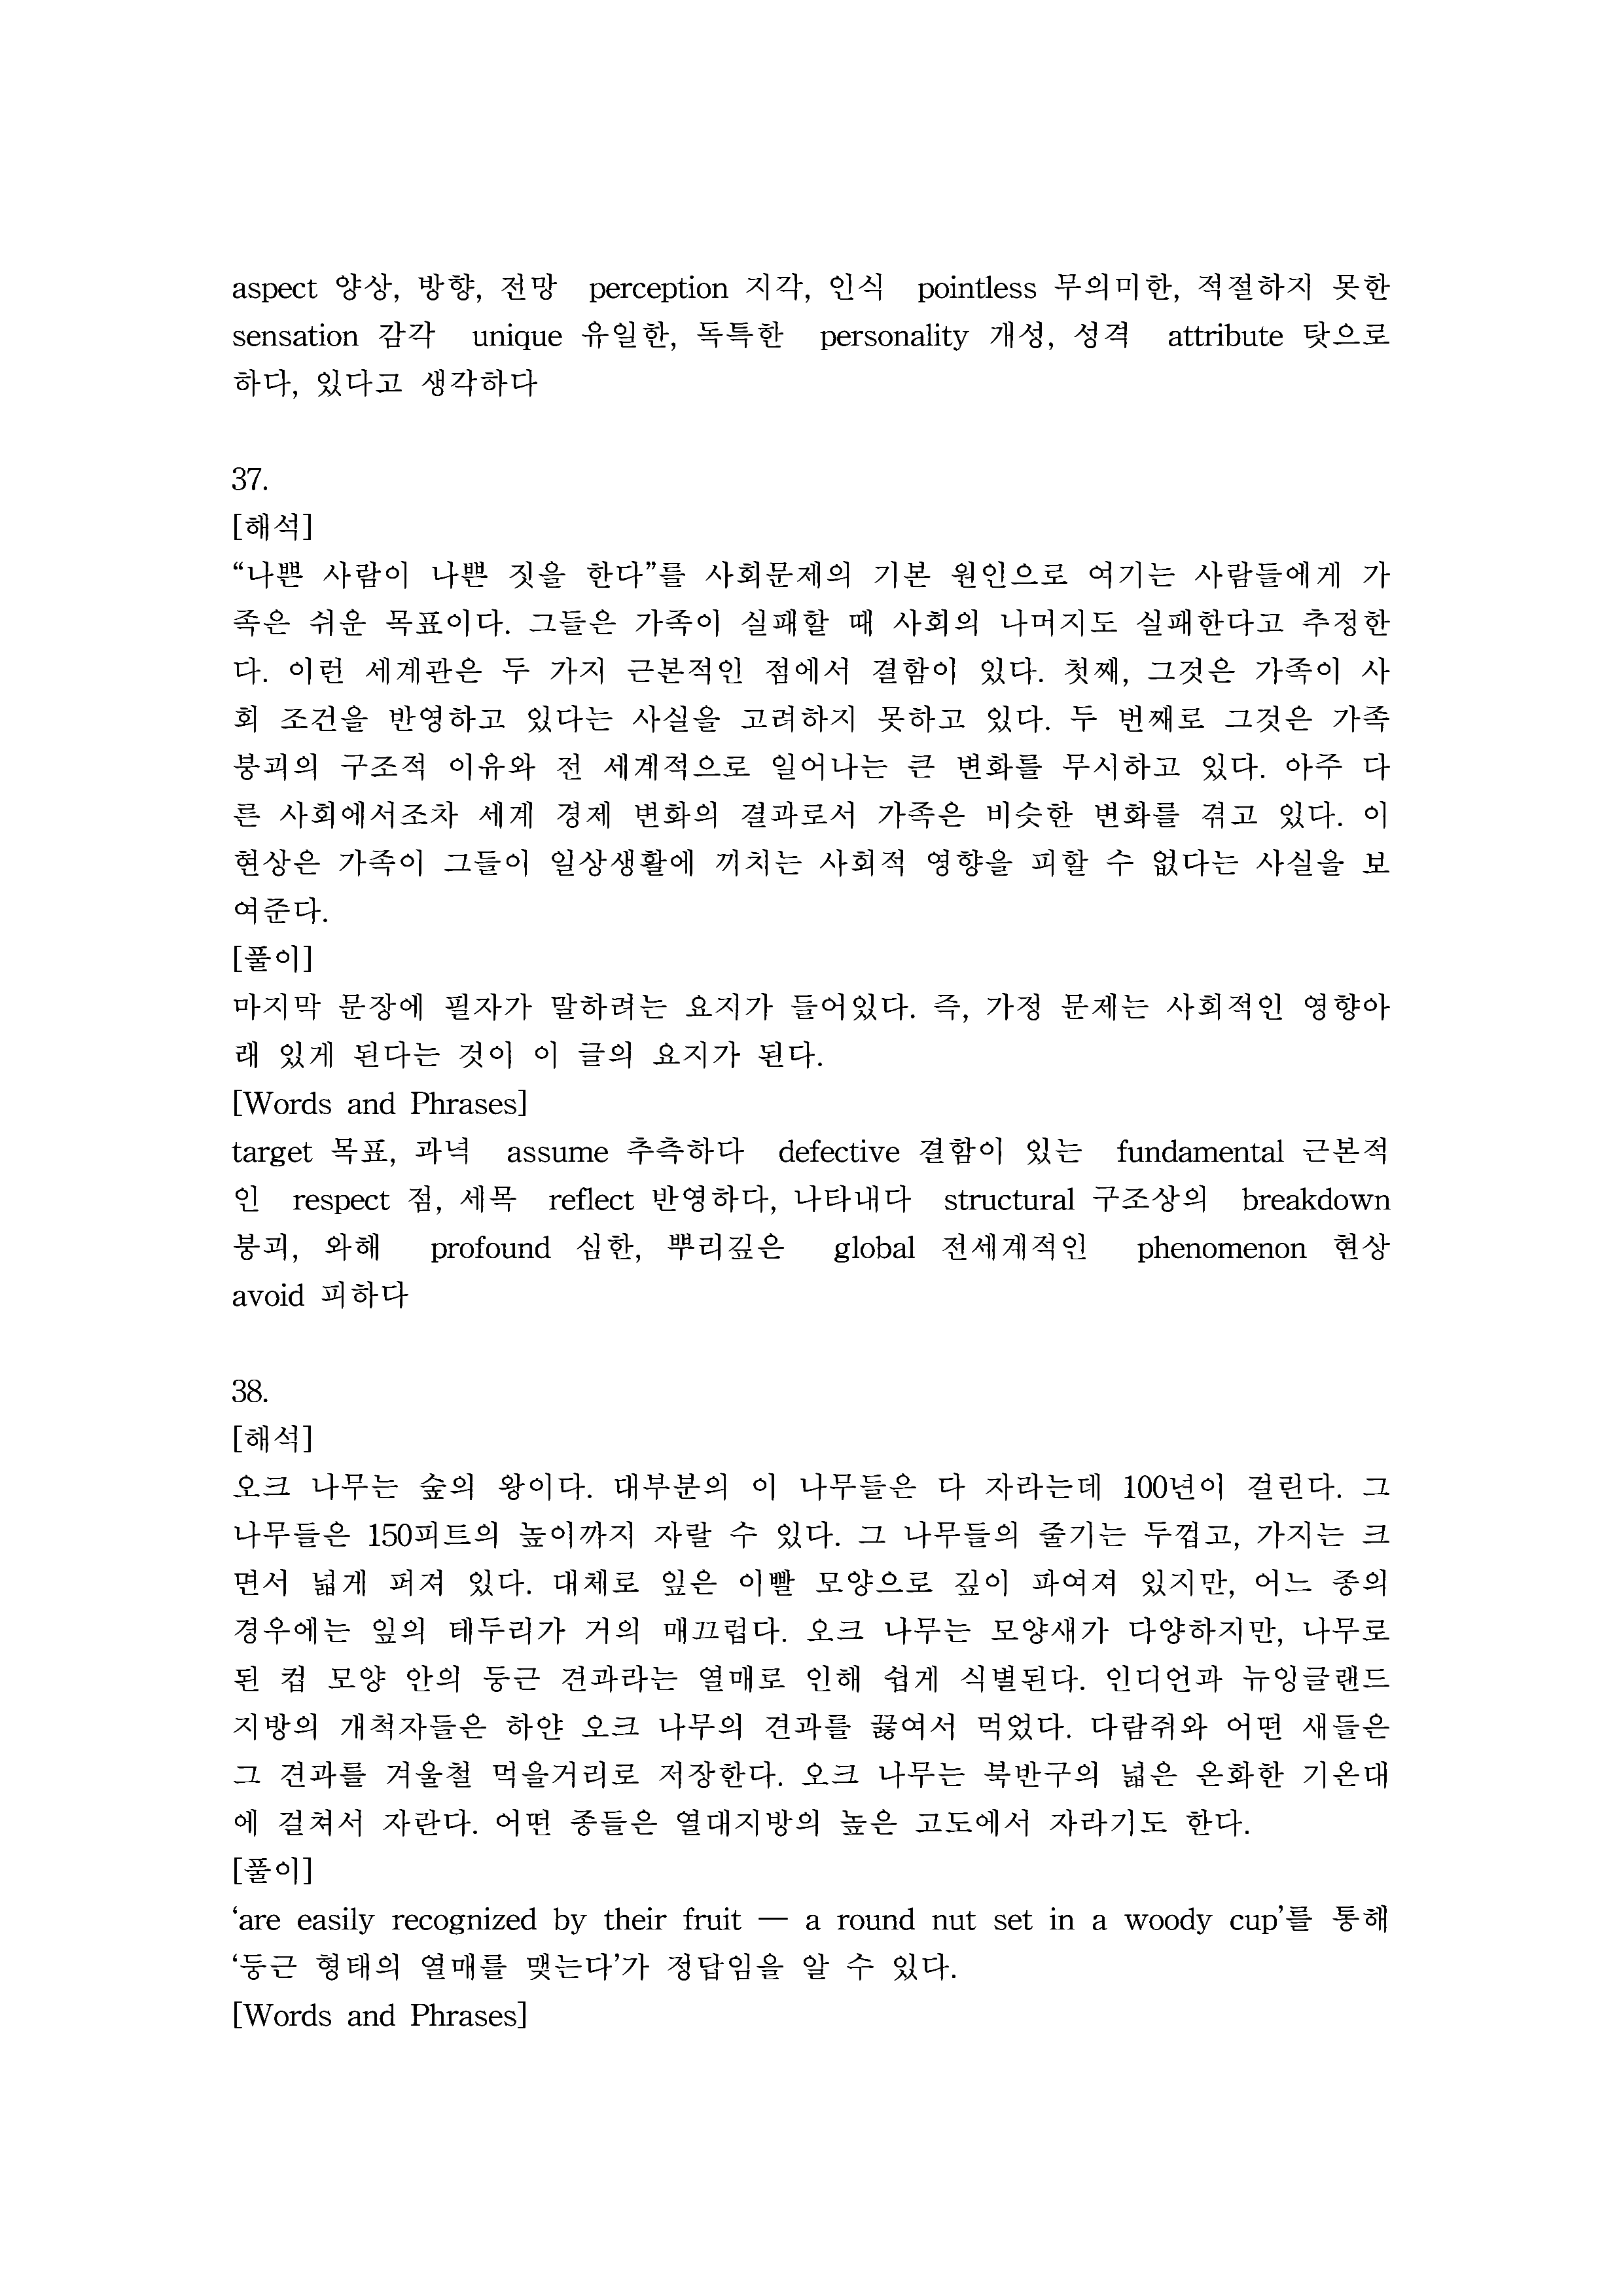 aspect 양상, 방향, 전망 perception 지각, 인식 pointless 무의미한, 적절하지 못한
sensation 감각 unique 유일한, 독특한 personality 개성, 성격 attribute 탓으로
하다, 있다고 생각하다
37.
[해석]
“나쁜 사람이 나쁜 짓을 한다”를 사회문제의 기본 원인으로 여기는 사람들에게 가
족은 쉬운 목표이다. 그들은 가족이 실패할 때 사회의 나머지도 실패한다고 추정한
다. 이런 세계관은 두 가지 근본적인 점에서 결함이 있다. 첫째, 그것은 가족이 사
회 조건을 반영하고 있다는 사실을 고려하지 못하고 있다. 두 번째로 그것은 가족
붕괴의 구조적 이유와 전 세계적으로 일어나는 큰 변화를 무시하고 있다. 아주 다
른 사회에서조차 세계 경제 변화의 결과로서 가족은 비슷한 변화를 겪고 있다. 이
현상은 가족이 그들이 일상생활에 끼치는 사회적 영향을 피할 수 없다는 사실을 보
여준다.
[풀이]
마지막 문장에 필자가 말하려는 요지가 들어있다. 즉, 가정 문제는 사회적인 영향아
래 있게 된다는 것이 이 글의 요지가 된다.
[Words and Phrases]
target 목표, 과녁 assume 추측하다 defective 결함이 있는 fundamental 근본적
인 respect 점, 세목 reflect 반영하다, 나타내다 structural 구조상의 breakdown
붕괴, 와해 profound 심한, 뿌리깊은 global 전세계적인 phenomenon 현상
avoid 피하다
38.
[해석]
오크 나무는 숲의 왕이다. 대부분의 이 나무들은 다 자라는데 100년이 걸린다. 그
나무들은 150피트의 높이까지 자랄 수 있다. 그 나무들의 줄기는 두껍고, 가지는 크
면서 넓게 퍼져 있다. 대체로 잎은 이빨 모양으로 깊이 파여져 있지만, 어느 종의
경우에는 잎의 테두리가 거의 매끄럽다. 오크 나무는 모양새가 다양하지만, 나무로
된 컵 모양 안의 둥근 견과라는 열매로 인해 쉽게 식별된다. 인디언과 뉴잉글랜드
지방의 개척자들은 하얀 오크 나무의 견과를 끓여서 먹었다. 다람쥐와 어떤 새들은
그 견과를 겨울철 먹을거리로 저장한다. 오크 나무는 북반구의 넓은 온화한 기온대
에 걸쳐서 자란다. 어떤 종들은 열대지방의 높은 고도에서 자라기도 한다.
[풀이]
‘are easily recognized by their fruit — a round nut set in a woody cup’를 통해
‘둥근 형태의 열매를 맺는다’가 정답임을 알 수 있다.
[Words and Phrases]